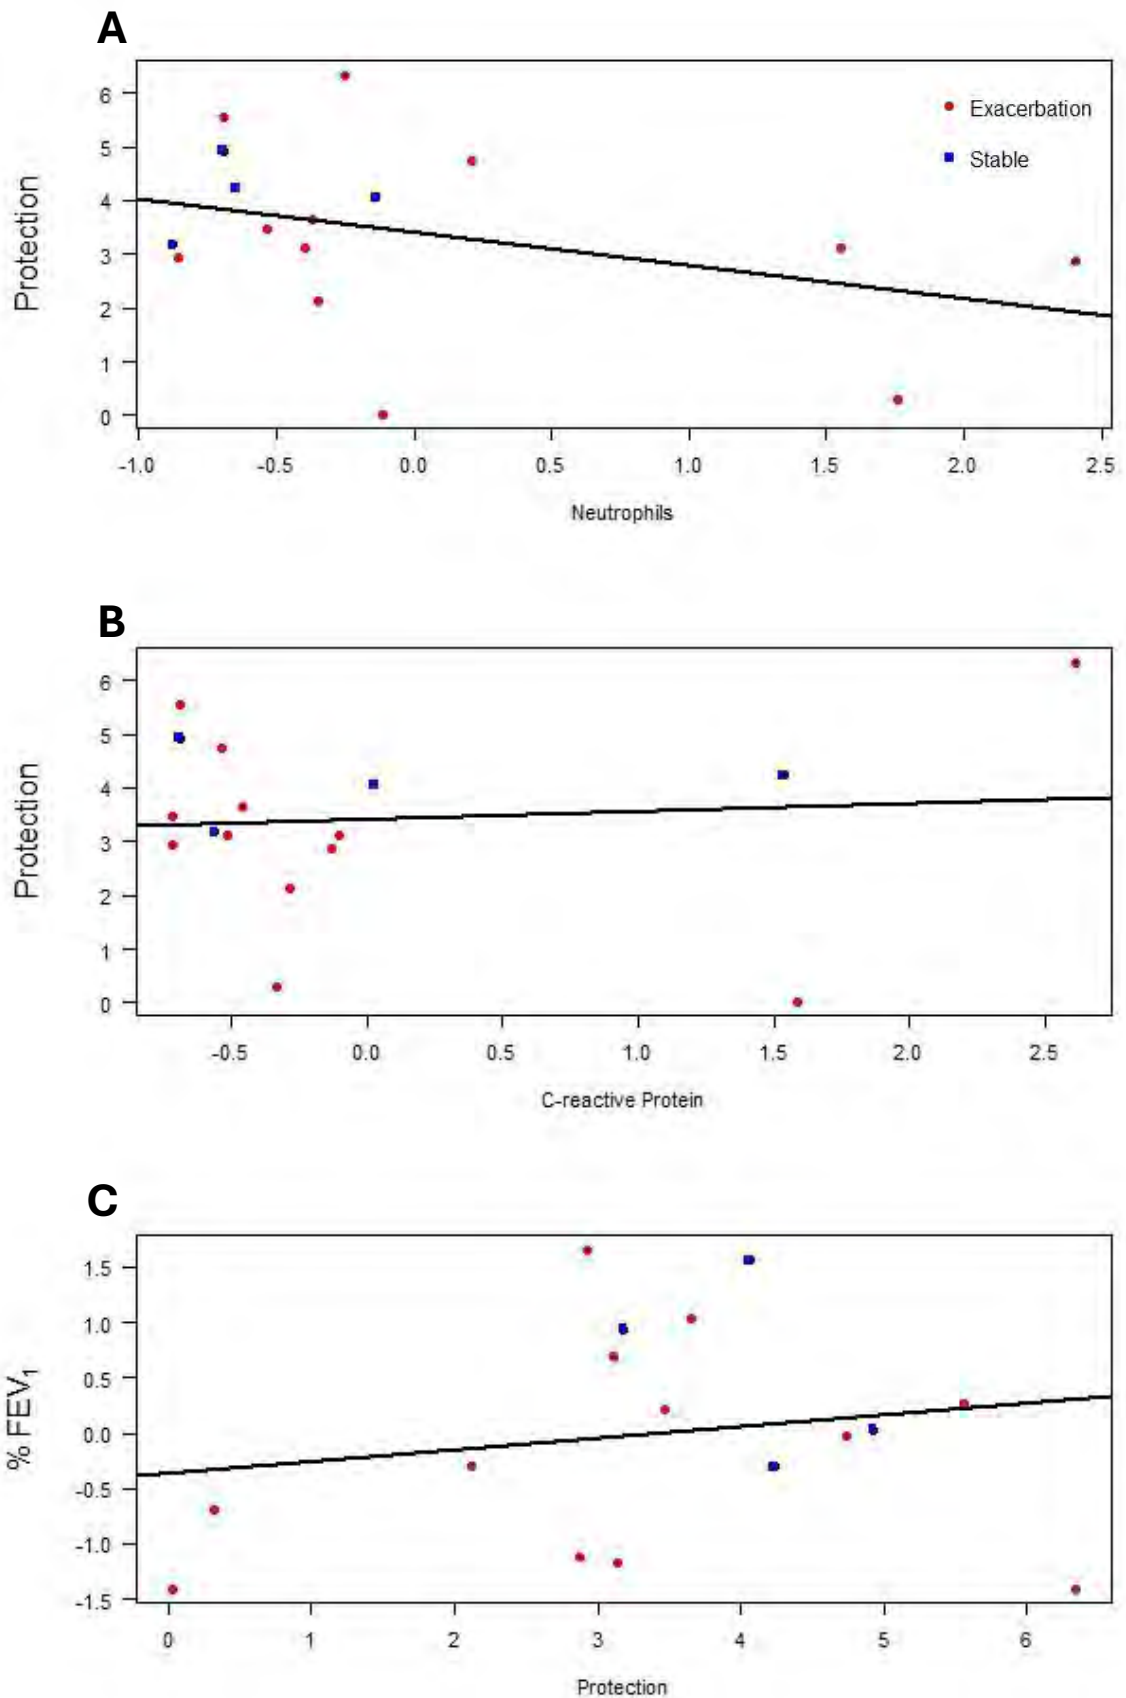 A
Protection
6
5
4
3
2
1
0
Exacerbation
Stable
-1.0 -0.5 0.0 0.5 1.0 1.5 2.0 2.5
Neutrophils
B
Protection
6
5
4
3
2
1
0
-0.5 0.0 0.5 1.0 1.5 2.0 2.5
C-reactive Protein
C
% FEV1
1.5
1.0
0.5
0.0
-0.5
-1.0
-1.5
0 1 2 3 4 5 6
Protection